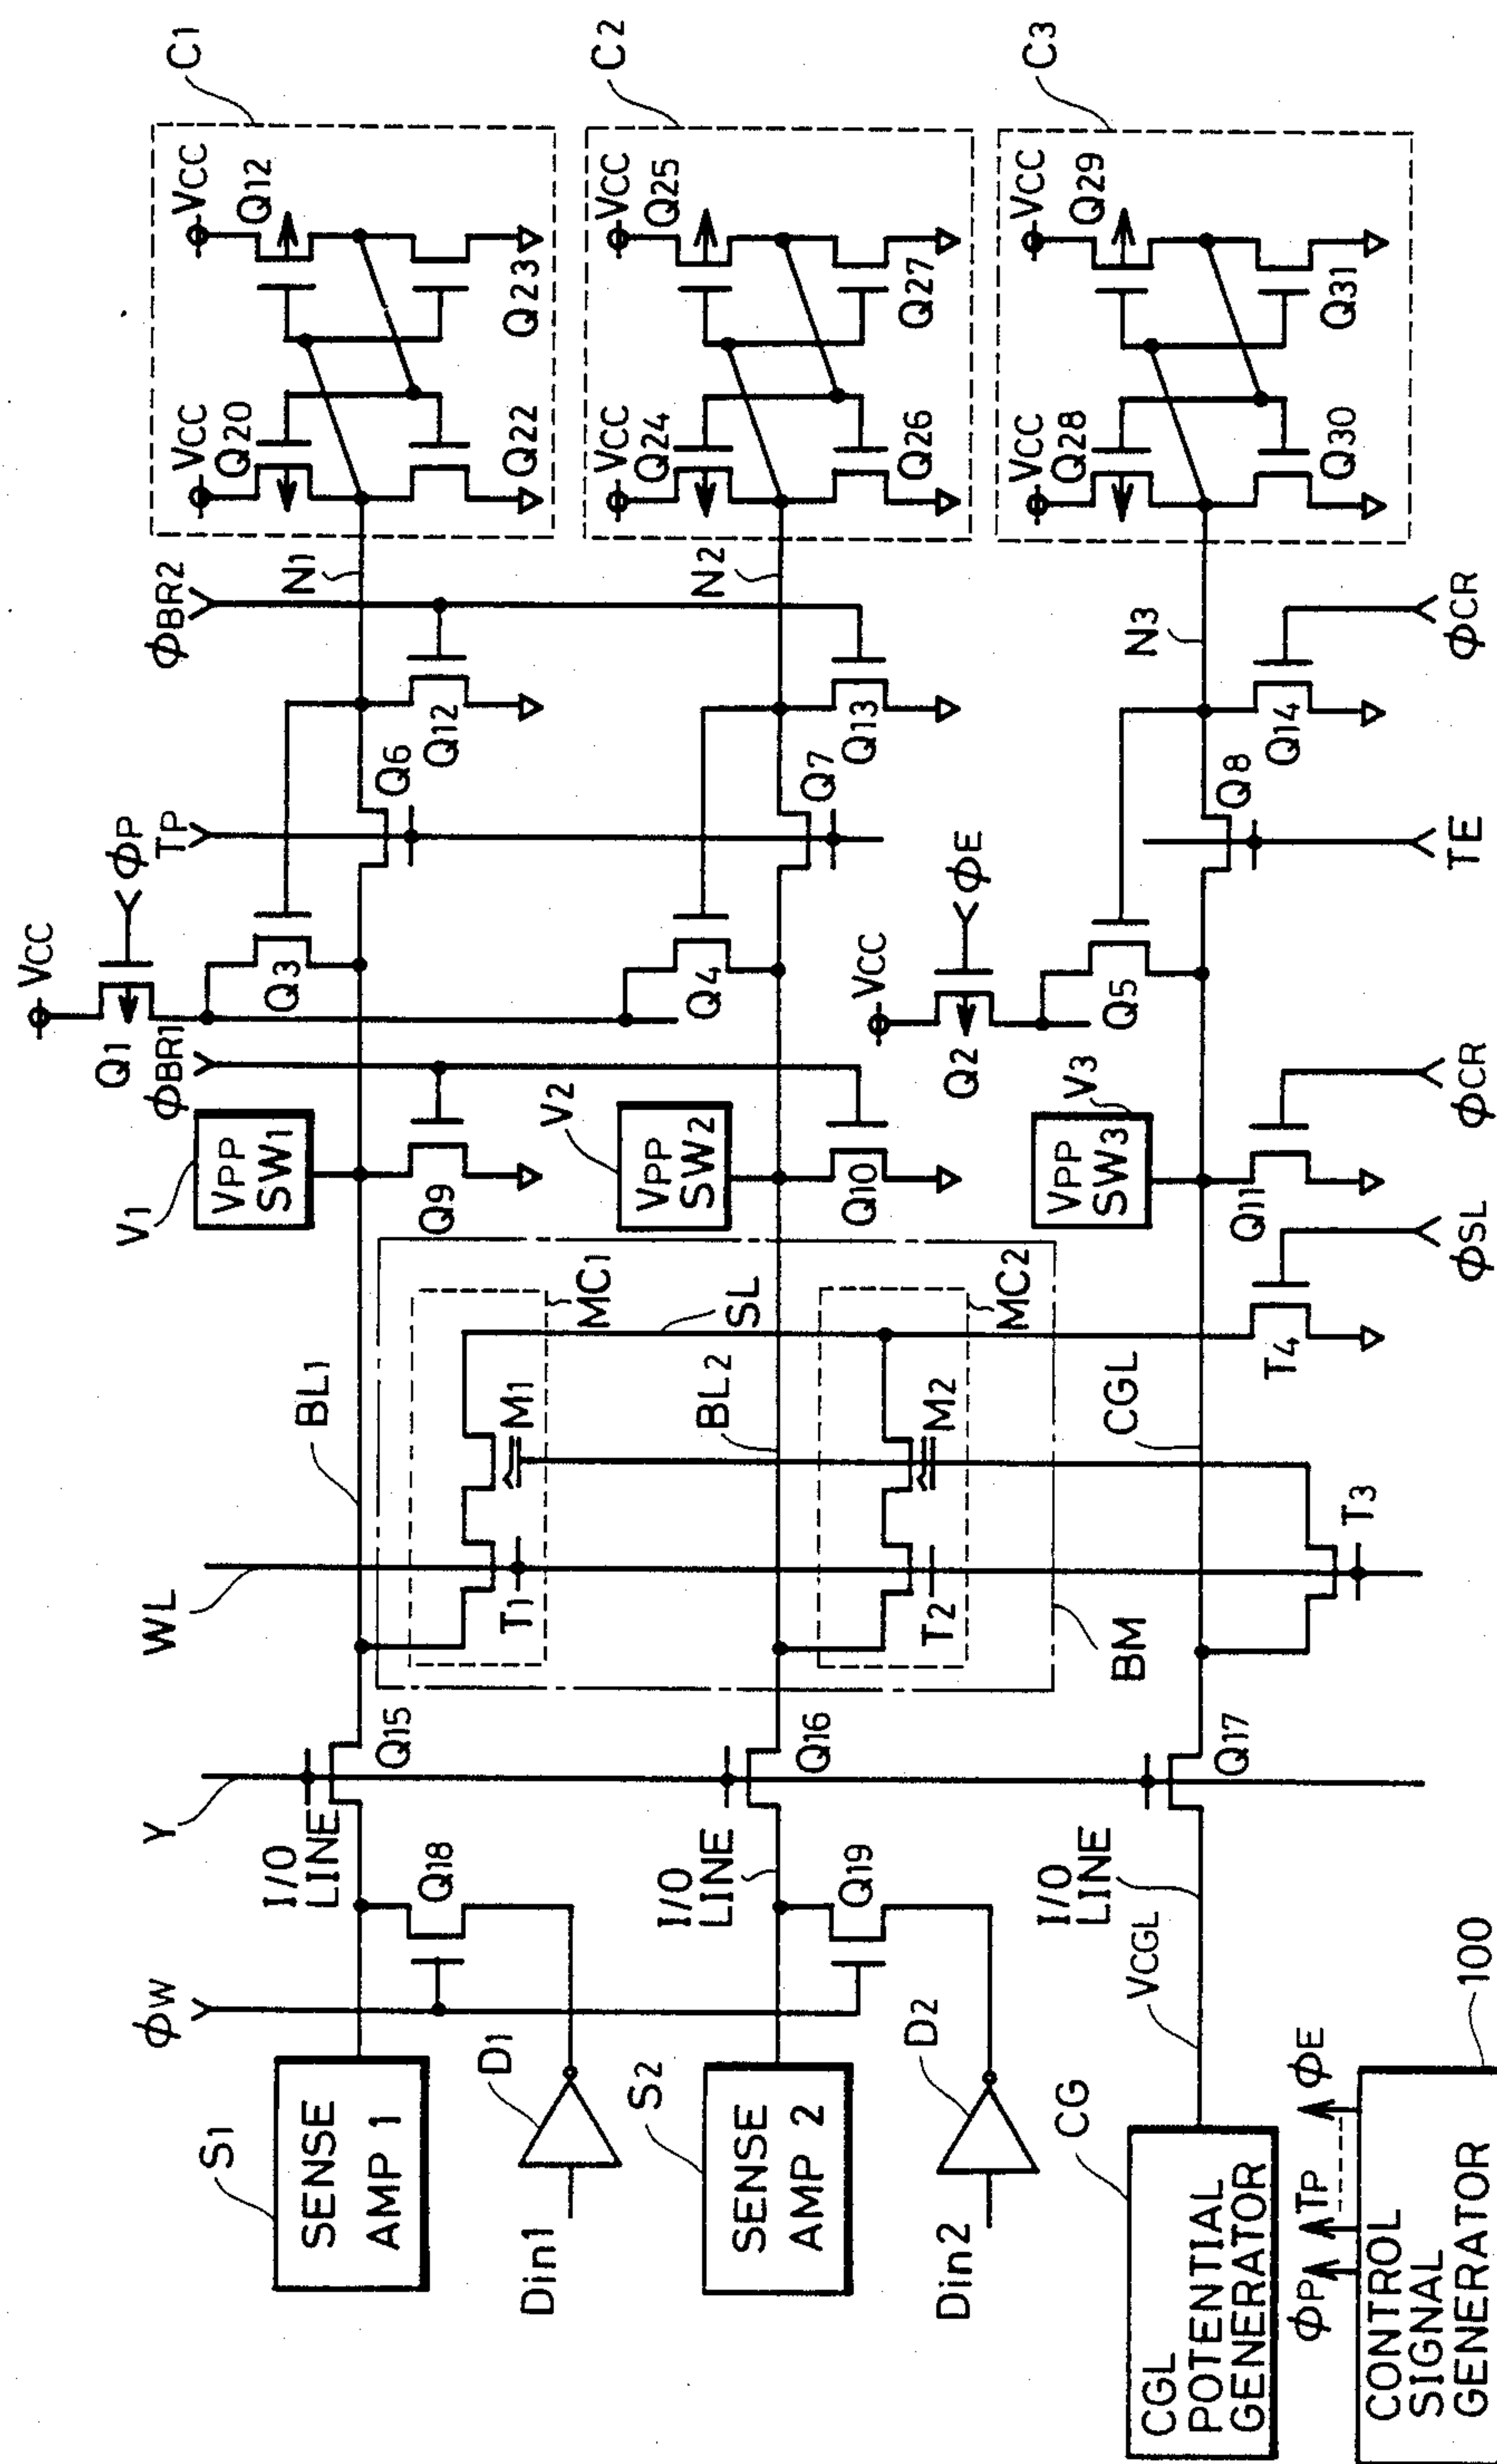 C1
C2
C3
VCC
Q12
VCC
Q25
VCC
Q29
Q23
Q27
Q31
VCC
Q20
VCC
Q24
VCC
Q28
Q22
Q26
Q30
N1
N2
N3
ϕBR2
ϕCR
Q12
Q13
Q14
Q6
Q7
Q8
ϕP
TP
ϕE
TE
VCC
Q3
Q4
VCC
Q5
Q1
ϕBR1
Q2
V3
ϕCR
V1
VPP
SW1
V2
VPP
SW2
VPP
SW3
Q9
Q10
Q11
ϕSL
MC1
SL
MC2
T4
BL1
M1
BL2
M2
CGL
WL
T1
T2
T3
BM
Y
Q15
Q16
Q17
I/O
LINE
I/O
LINE
I/O
LINE
Q18
Q19
VCGL
ϕW
D1
D2
S1
SENSE
AMP 1
S2
SENSE
AMP 2
Din1
Din2
CG
CGL
POTENTIAL
GENERATOR
ϕP
TP
ϕE
100
CONTROL
SIGNAL
GENERATOR